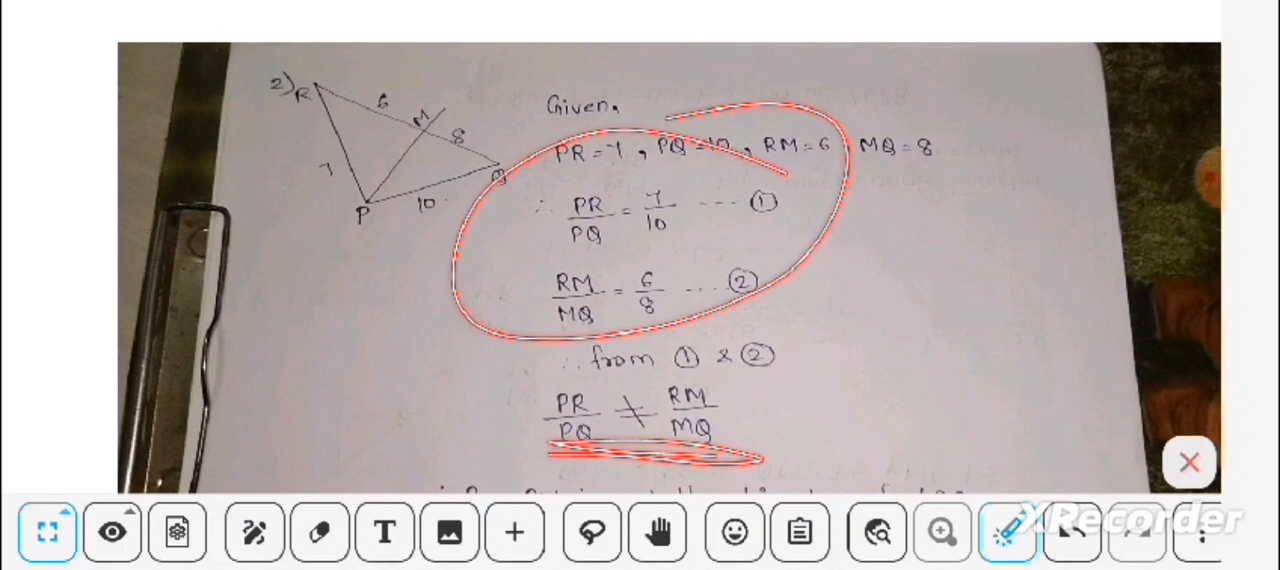 2)
R
6
M
8
Q
7
P
10
Given,
PR = 7, PQ = 10, RM = 6 MQ = 8
∴ PR/PQ = 7/10 ---- ①
RM/MQ = 6/8 ---- ②
∴ from ① & ②
PR/PQ ≠ RM/MQ
T
XRecorder